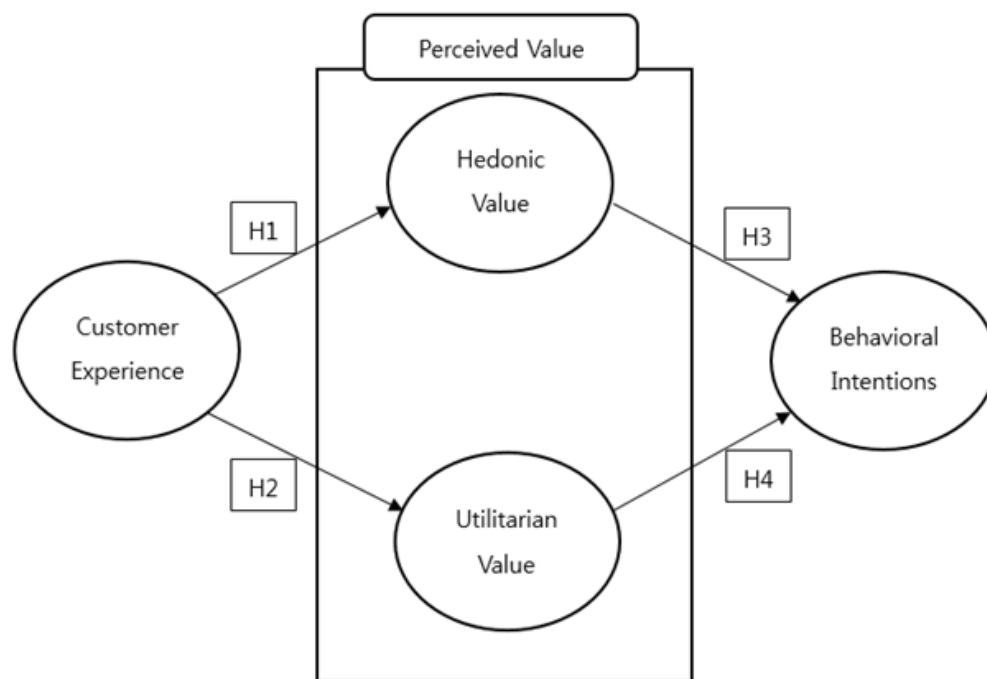 Perceived Value
Hedonic
Value
H1
H3
Customer
Experience
Behavioral
Intentions
H2
H4
Utilitarian
Value